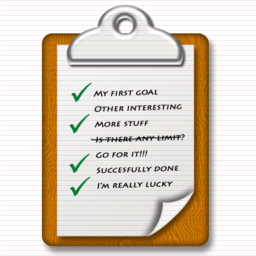 My first goal
Other interesting
More stuff
Is there any limit?
Go for it!!!
Succesfully done
I'm really lucky